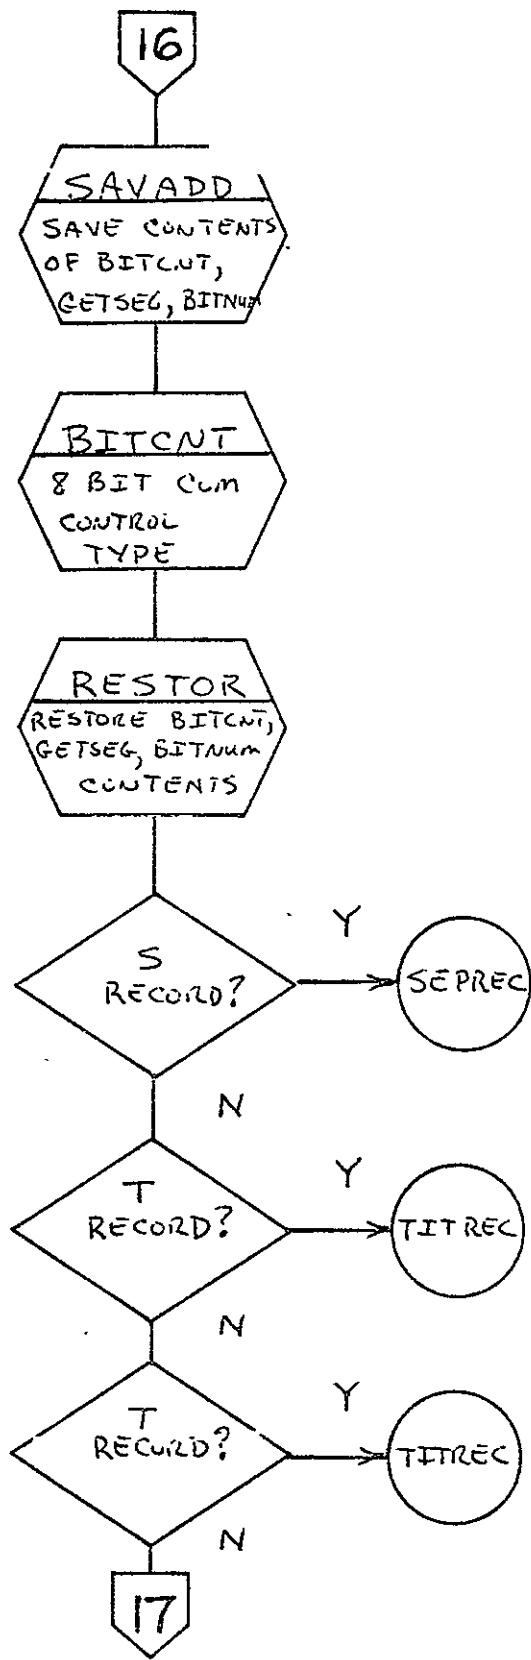 16
SAVADD
SAVE CONTENTS
OF BITCNT,
GETSEG, BITNUM
BITCNT
8 BIT CUM
CONTROL
TYPE
RESTOR
RESTORE BITCNT,
GETSEG, BITNUM
CONTENTS
S
RECORD?
Y
SEPREC
N
T
RECORD?
Y
TITREC
N
T
RECORD?
Y
TITREC
N
17